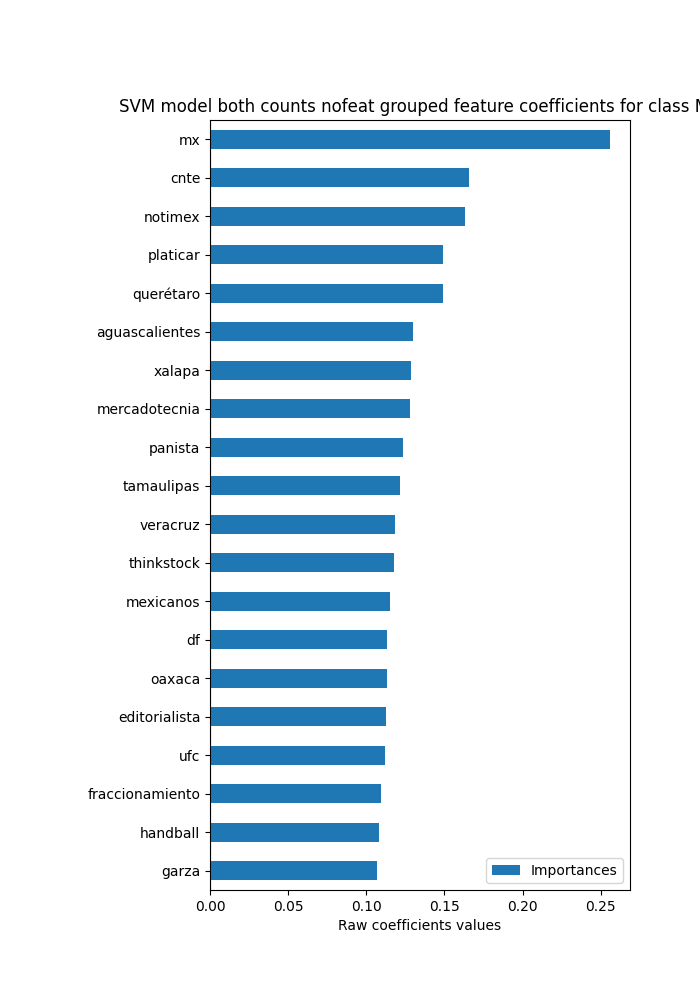 SVM model both counts nofeat grouped feature coefficients for class
mx
cnte
notimex
platicar
querétaro
aguascalientes
xalapa
mercadotecnia
panista
tamaulipas
veracruz
thinkstock
mexicanos
df
oaxaca
editorialista
ufc
fraccionamiento
handball
garza
Importances
0.00 0.05 0.10 0.15 0.20 0.25
Raw coefficients values